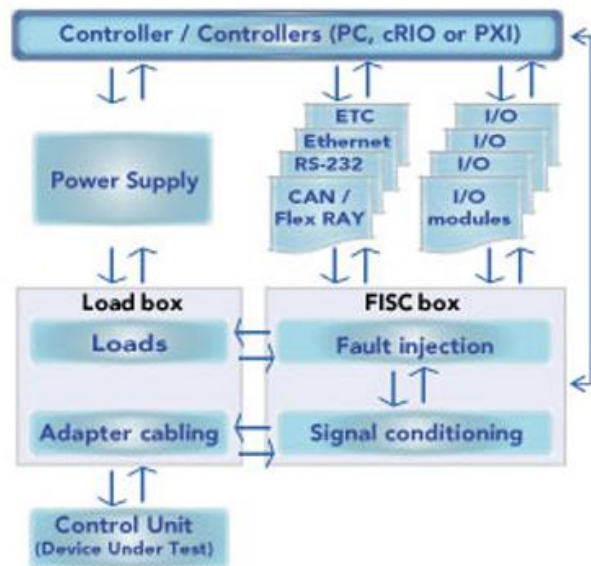 Controller / Controllers (PC, cRIO or PXI)
Power Supply
ETC
Ethernet
RS-232
CAN /
Flex RAY
I/O
I/O
I/O
I/O
modules
Load box
FISC box
Loads
Fault injection
Adapter cabling
Signal conditioning
Control Unit
(Device Under Test)